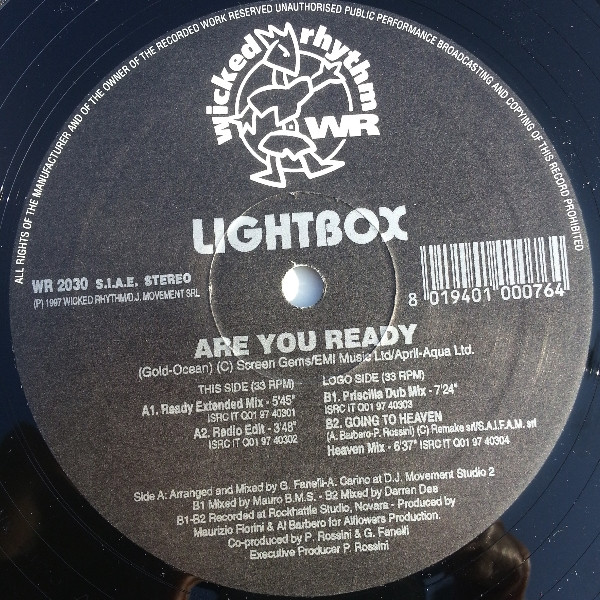 ALL RIGHTS OF THE MANUFACTURER AND OF THE OWNER OF THE RECORDED WORK RESERVED UNAUTHORISED PUBLIC PERFORMANCE BROADCASTING AND COPYING OF THIS RECORD PROHIBITED
wicked rhythm
WR
LIGHTBOX
WR 2030 S.I.A.E. STEREO
(P) 1997 WICKED RHYTHM/D.J. MOVEMENT SRL
8 019401 000764
ARE YOU READY
(Gold-Ocean) (C) Screen Gems/EMI Music Ltd/April-Aqua Ltd.
THIS SIDE (33 RPM)
A1. Ready Extended Mix - 5'45"
ISRC IT Q01 97 40301
A2. Radio Edit - 3'48"
ISRC IT Q01 97 40302
LOGO SIDE (33 RPM)
B1. Priscilla Dub Mix - 7'24"
ISRC IT Q01 97 40303
B2. GOING TO HEAVEN
(A. Barbero-P. Rossini) (C) Remake srl/S.A.I.F.A.M. srl
Heaven Mix - 6'37" ISRC IT Q01 97 40304
Side A: Arranged and Mixed by G. Fanelli-A. Carino at D.J. Movement Studio 2
B1 Mixed by Mauro B.M.S. - B2 Mixed by Darren Dee
B1-B2 Recorded at Rockhattle Studio, Novara - Produced by
Maurizio Fiorini & Al Barbero for Alflowers Production.
Co-produced by P. Rossini & G. Fanelli
Executive Producer P. Rossini